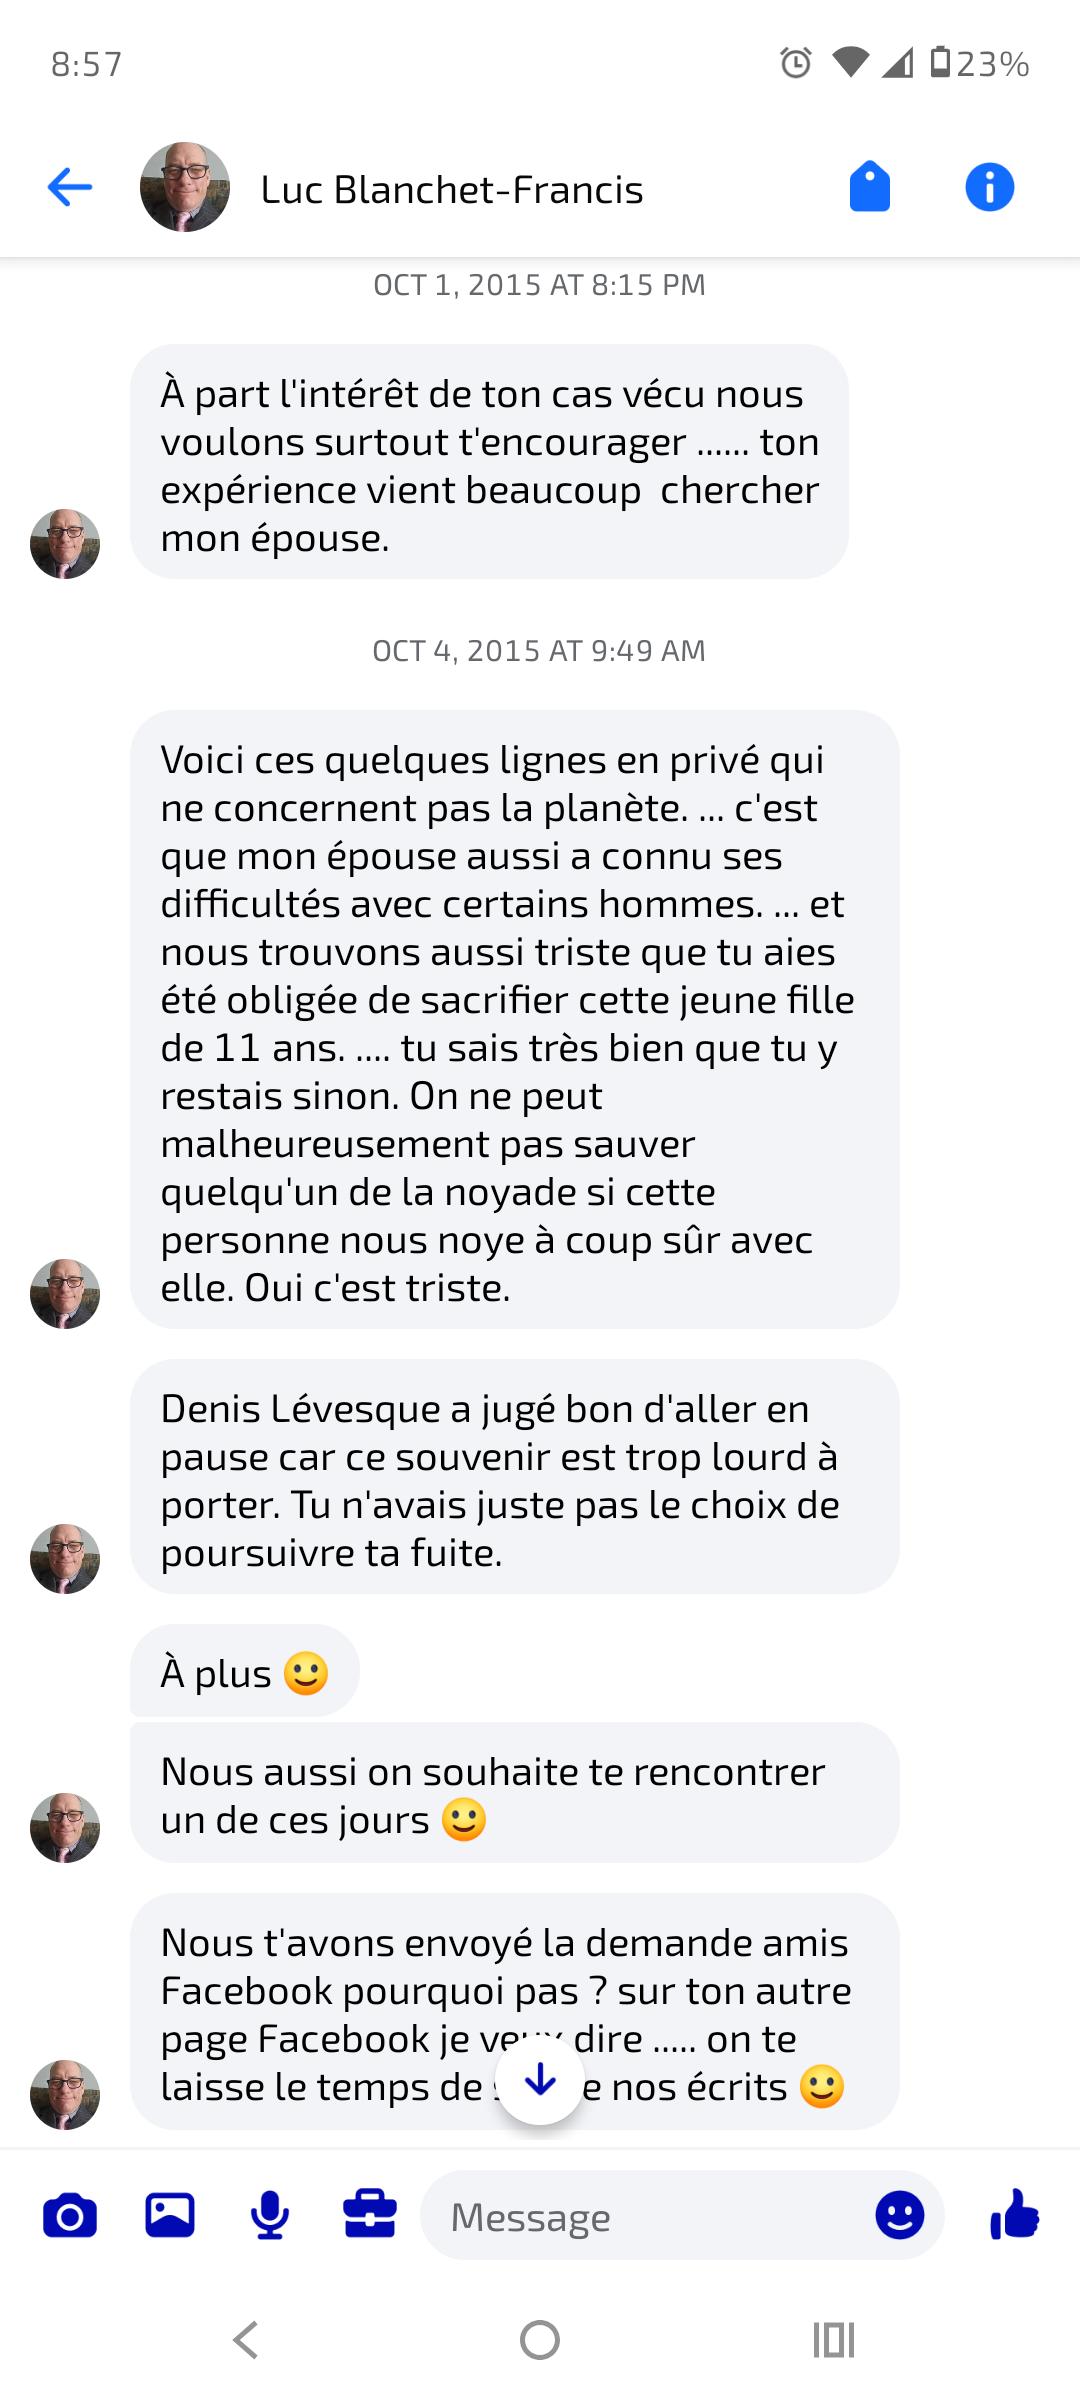 8:57
23%
Luc Blanchet-Francis
OCT 1, 2015 AT 8:15 PM
À part l'intérêt de ton cas vécu nous
voulons surtout t'encourager ...... ton
expérience vient beaucoup  chercher
mon épouse.
OCT 4, 2015 AT 9:49 AM
Voici ces quelques lignes en privé qui
ne concernent pas la planète. ... c'est
que mon épouse aussi a connu ses
difficultés avec certains hommes. ... et
nous trouvons aussi triste que tu aies
été obligée de sacrifier cette jeune fille
de 11 ans. .... tu sais très bien que tu y
restais sinon. On ne peut
malheureusement pas sauver
quelqu'un de la noyade si cette
personne nous noye à coup sûr avec
elle. Oui c'est triste.
Denis Lévesque a jugé bon d'aller en
pause car ce souvenir est trop lourd à
porter. Tu n'avais juste pas le choix de
poursuivre ta fuite.
À plus 🙂
Nous aussi on souhaite te rencontrer
un de ces jours 🙂
Nous t'avons envoyé la demande amis
Facebook pourquoi pas ? sur ton autre
page Facebook je veux dire ..... on te
laisse le temps de nos écrits 🙂
Message